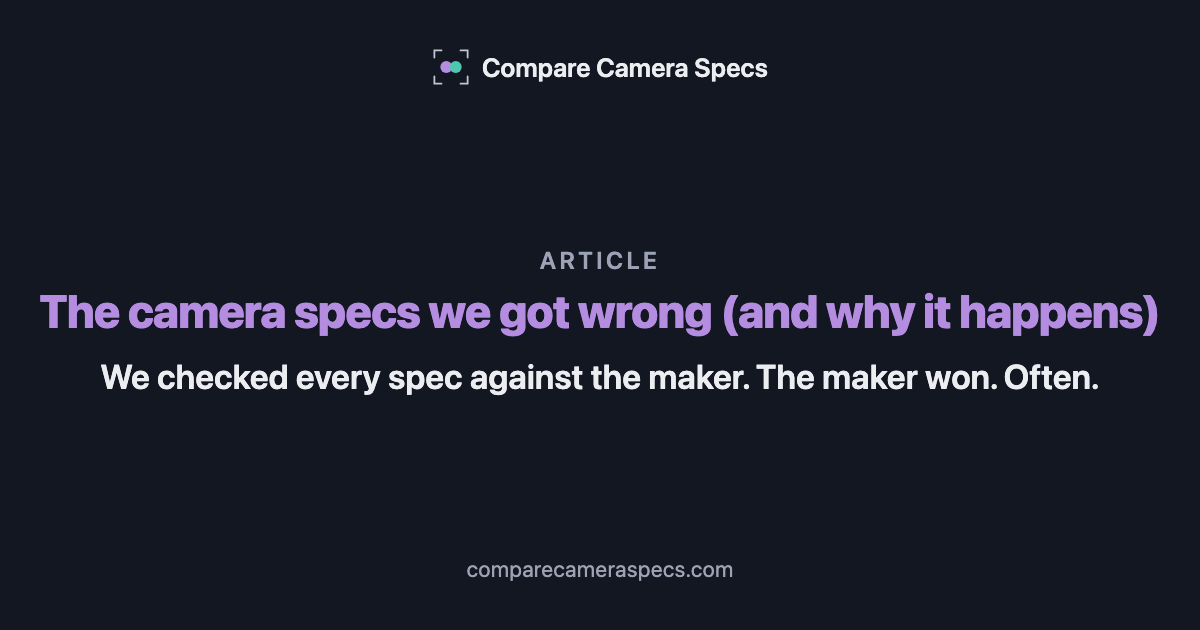 Compare Camera Specs
ARTICLE
The camera specs we got wrong (and why it happens)
We checked every spec against the maker. The maker won. Often.
comparecameraspecs.com